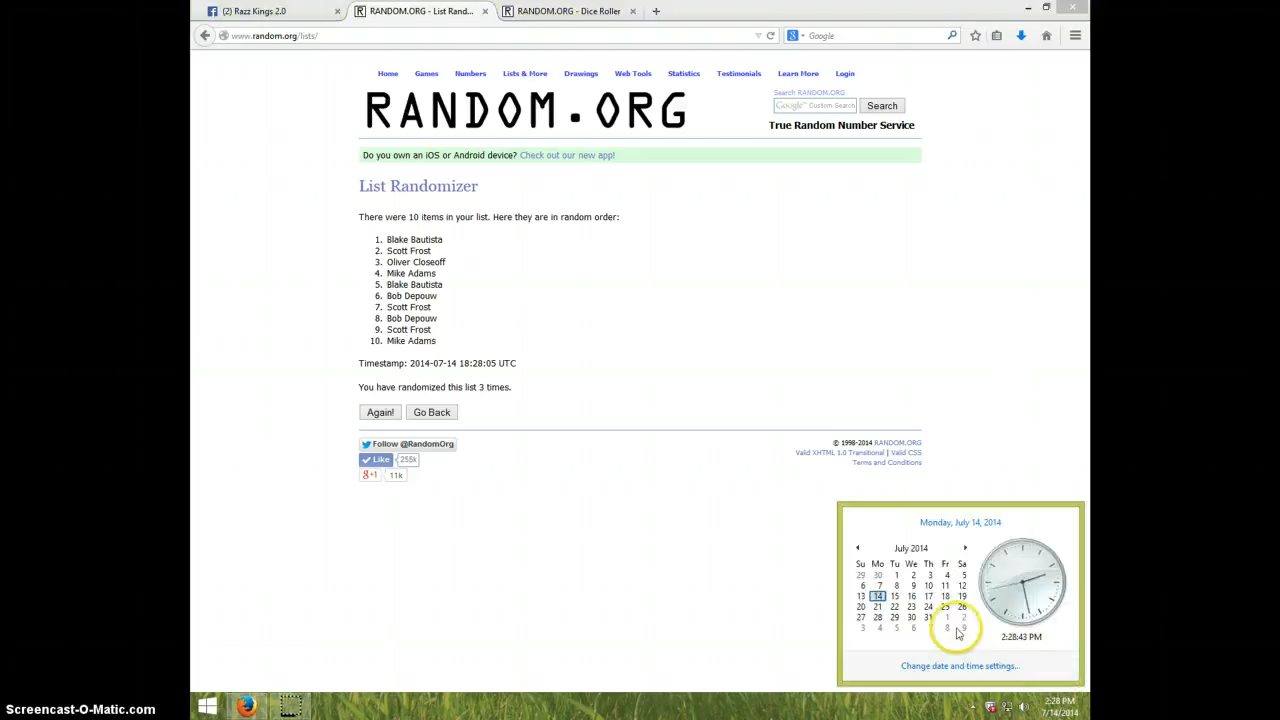 (2) Razz Kings 2.0
RANDOM.ORG - List Rand...
RANDOM.ORG - Dice Roller
www.random.org/lists/
Google
Home Games Numbers Lists & More Drawings Web Tools Statistics Testimonials Learn More Login
Search RANDOM.ORG
RANDOM.ORG
Google™ Custom Search
Search
True Random Number Service
Do you own an iOS or Android device? Check out our new app!
List Randomizer
There were 10 items in your list. Here they are in random order:
1. Blake Bautista
2. Scott Frost
3. Oliver Closeoff
4. Mike Adams
5. Blake Bautista
6. Bob Depouw
7. Scott Frost
8. Bob Depouw
9. Scott Frost
10. Mike Adams
Timestamp: 2014-07-14 18:28:05 UTC
You have randomized this list 3 times.
Again! Go Back
Follow @RandomOrg
Like 255k
g+1 11k
© 1998-2014 RANDOM.ORG
Valid XHTML 1.0 Transitional | Valid CSS
Terms and Conditions
Monday, July 14, 2014
July 2014
Su Mo Tu We Th Fr Sa
29 30 1 2 3 4 5
6 7 8 9 10 11 12
13 14 15 16 17 18 19
20 21 22 23 24 25 26
27 28 29 30 31 1 2
3 4 5 6 8 9
2:28:43 PM
Change date and time settings...
2:28 PM
7/14/2014
Screencast-O-Matic.com